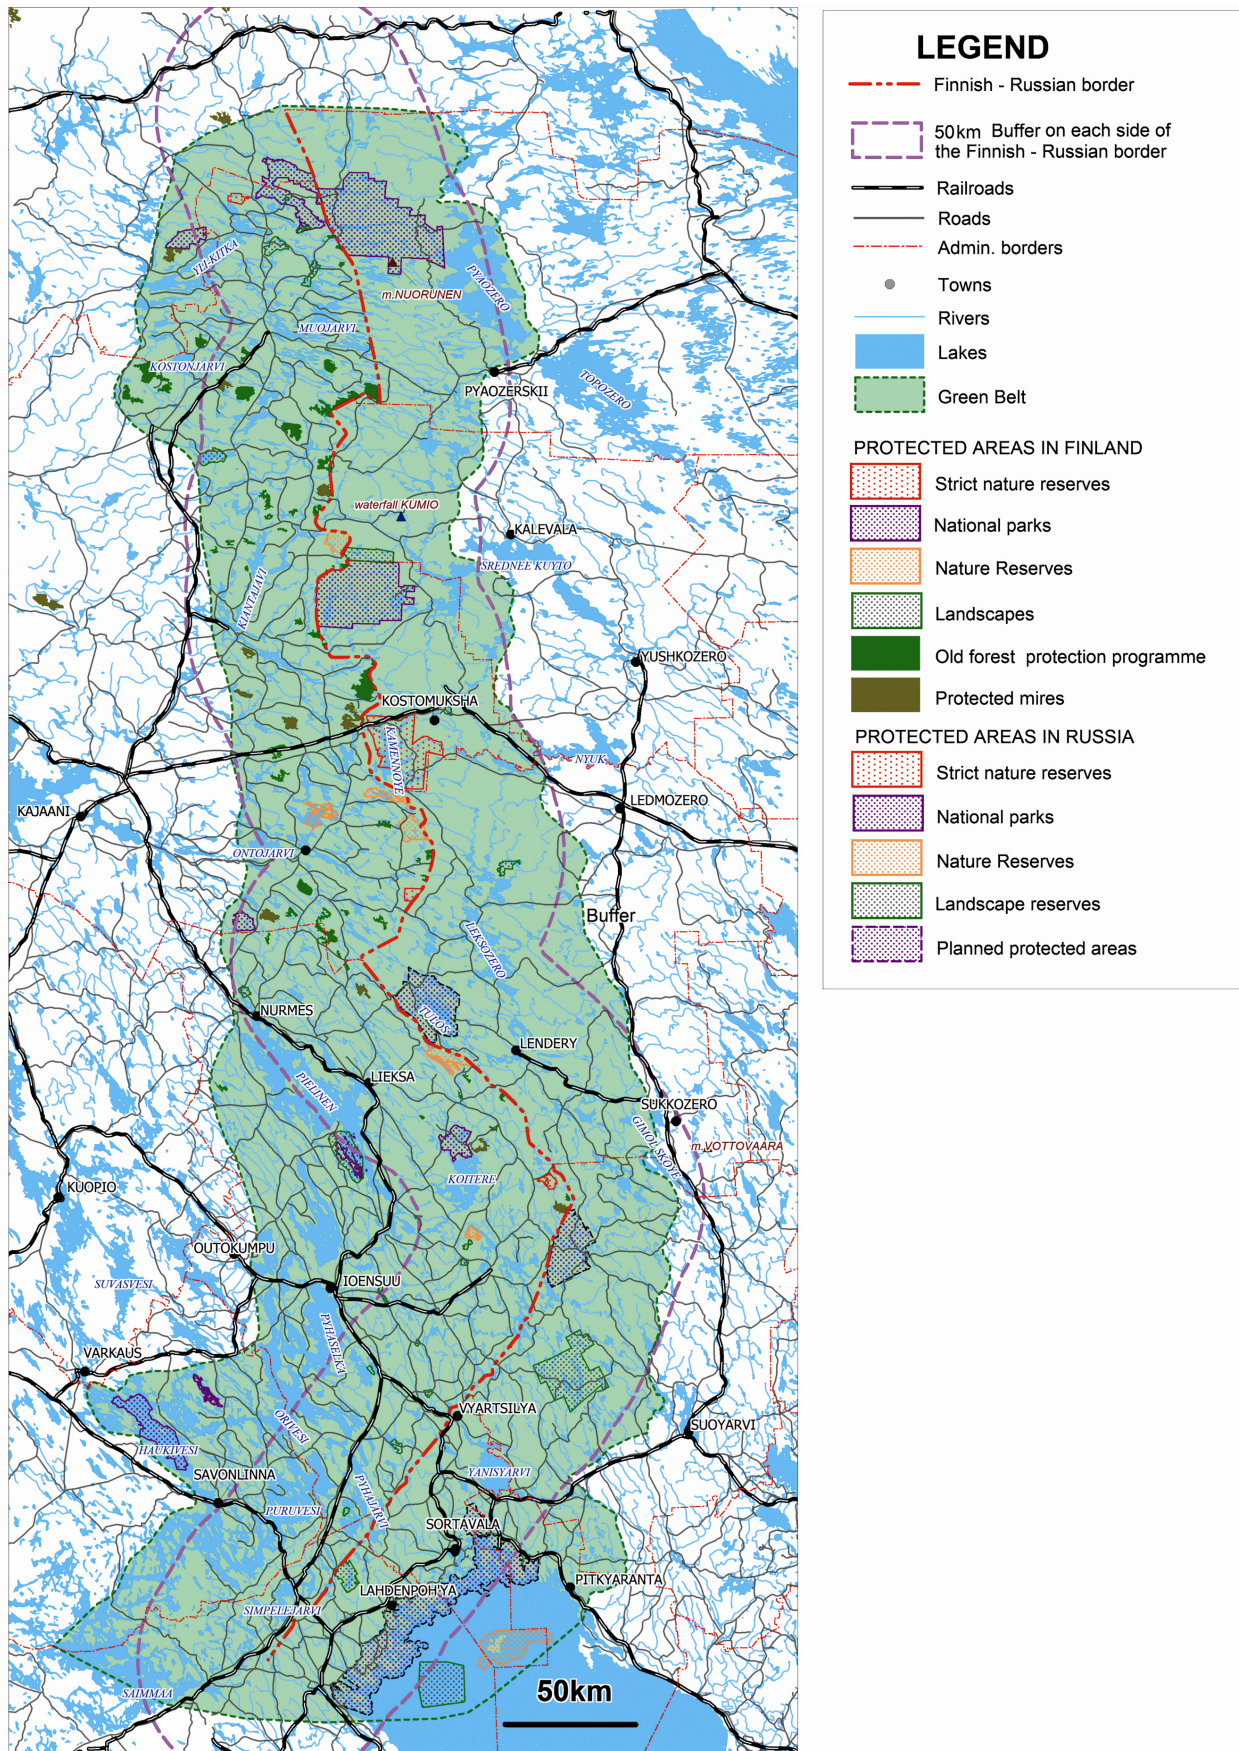 YLI-KITKA
PYAOZERO
m.NUORUNEN
MUOJARVI
KOSTONJARVI
PYAOZERSKII
TOPOZERO
waterfall KUMIO
KALEVALA
SREDNEE KUYTO
KIANTAJAVI
YUSHKOZERO
KOSTOMUKSHA
KAMENNOYE
NYUK
LEDMOZERO
KAJAANI
ONTOJARVI
Buffer
LEKSOZERO
NURMES
TULOS
LENDERY
LIEKSA
PIELINEN
SUKKOZERO
GIMOL'SKOYE
m.VOTTOVAARA
KOITERE
KUOPIO
OUTOKUMPU
SUVASVESI
IOENSUU
PYHASELKA
VARKAUS
VYARTSILYA
ORIVESI
SUOYARVI
HAUKIVESI
SAVONLINNA
YANISYARVI
PURUVESI
PYHAJARVI
SORTAVALA
PITKYARANTA
LAHDENPOH'YA
SIMPELEJARVI
SAIMMAA
50km
LEGEND
Finnish - Russian border
50km Buffer on each side of
the Finnish - Russian border
Railroads
Roads
Admin. borders
Towns
Rivers
Lakes
Green Belt
PROTECTED AREAS IN FINLAND
Strict nature reserves
National parks
Nature Reserves
Landscapes
Old forest protection programme
Protected mires
PROTECTED AREAS IN RUSSIA
Strict nature reserves
National parks
Nature Reserves
Landscape reserves
Planned protected areas